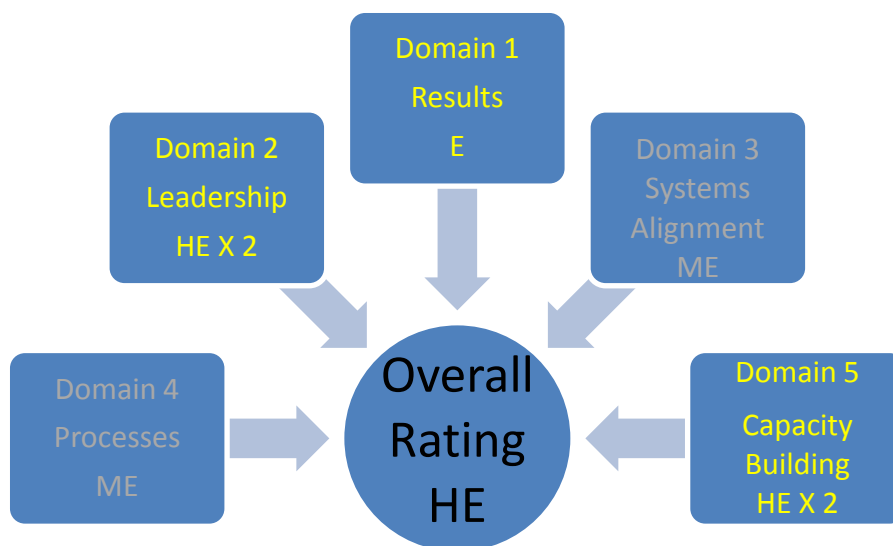 Domain 1
Results
E
Domain 2
Leadership
HE X 2
Domain 3
Systems
Alignment
ME
Domain 4
Processes
ME
Domain 5
Capacity
Building
HE X 2
Overall
Rating
HE